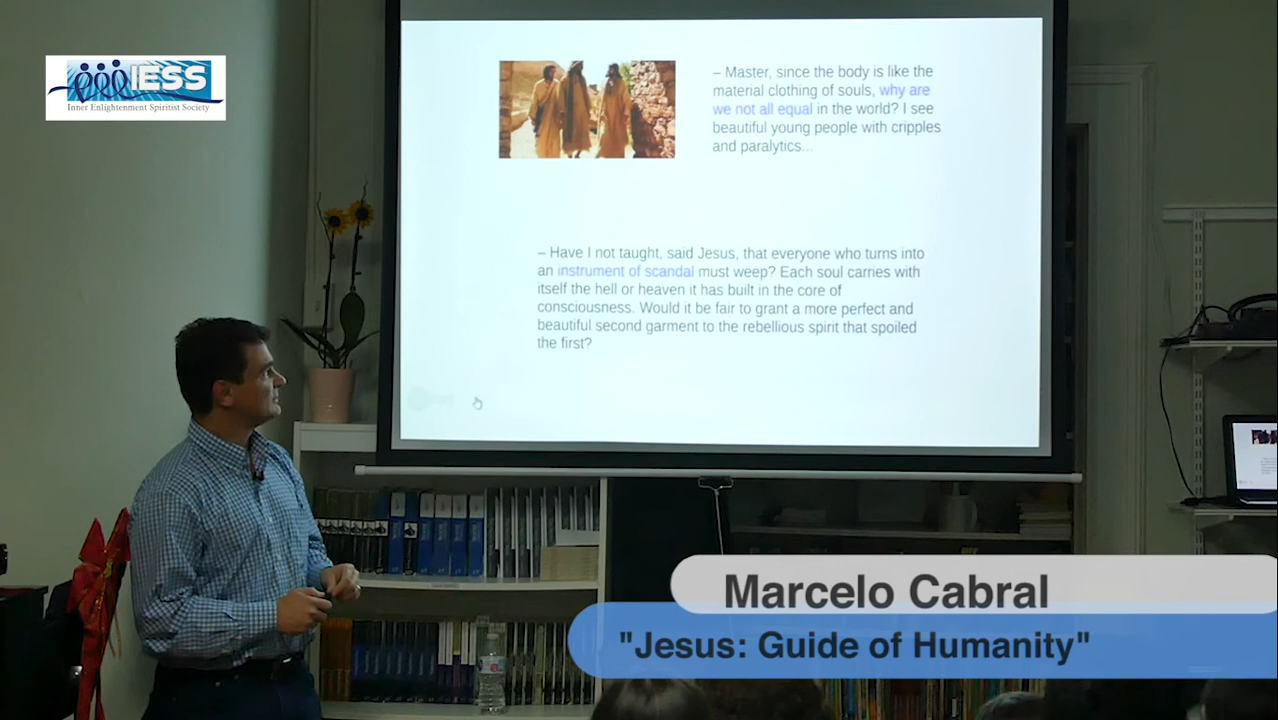 IESS
Inner Enlightenment Spiritist Society
– Master, since the body is like the
material clothing of souls, why are
we not all equal in the world? I see
beautiful young people with cripples
and paralytics...
– Have I not taught, said Jesus, that everyone who turns into
an instrument of scandal must weep? Each soul carries with
itself the hell or heaven it has built in the core of
consciousness. Would it be fair to grant a more perfect and
beautiful second garment to the rebellious spirit that spoiled
the first?
Marcelo Cabral
"Jesus: Guide of Humanity"